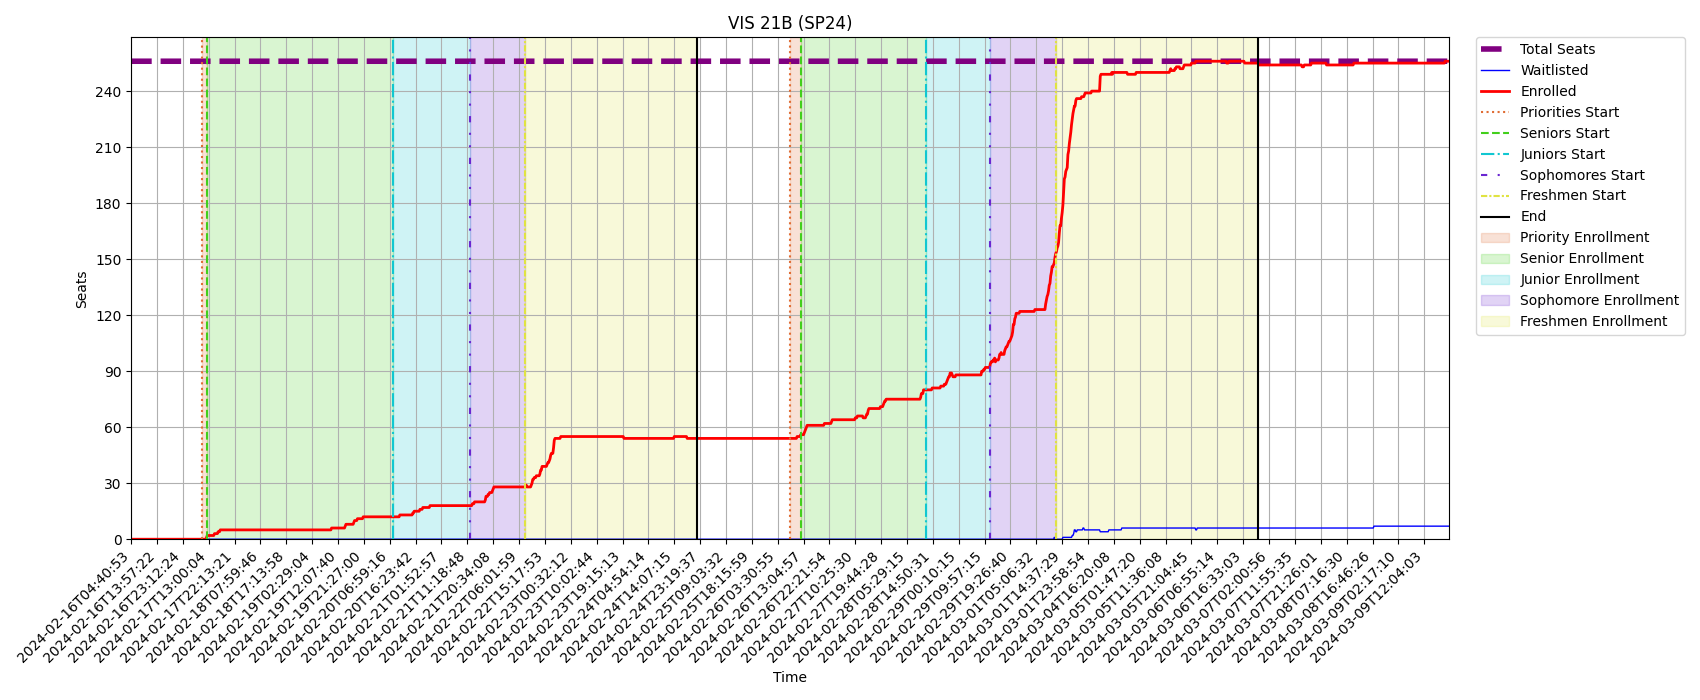 VIS 21B (SP24)
Seats
0
30
60
90
120
150
180
210
240
2024-02-16T04:40:53
2024-02-16T13:57:22
2024-02-16T23:12:24
2024-02-17T13:00:04
2024-02-17T22:13:21
2024-02-18T07:59:46
2024-02-18T17:13:58
2024-02-19T02:29:04
2024-02-19T12:07:40
2024-02-19T21:27:00
2024-02-20T06:59:16
2024-02-20T16:23:42
2024-02-21T01:52:57
2024-02-21T11:18:48
2024-02-21T20:34:08
2024-02-22T06:01:59
2024-02-22T15:17:53
2024-02-23T00:32:12
2024-02-23T10:02:44
2024-02-23T19:15:13
2024-02-24T04:54:14
2024-02-24T14:07:15
2024-02-24T23:19:37
2024-02-25T09:03:32
2024-02-25T18:15:59
2024-02-26T03:30:55
2024-02-26T13:04:57
2024-02-26T22:21:54
2024-02-27T10:25:30
2024-02-27T19:44:28
2024-02-28T05:29:15
2024-02-28T14:50:31
2024-02-29T00:10:15
2024-02-29T09:57:15
2024-02-29T19:26:40
2024-03-01T05:06:32
2024-03-01T14:37:29
2024-03-01T23:58:54
2024-03-04T16:20:08
2024-03-05T01:47:20
2024-03-05T11:36:08
2024-03-05T21:04:45
2024-03-06T06:55:14
2024-03-06T16:33:03
2024-03-07T02:00:56
2024-03-07T11:55:35
2024-03-07T21:26:01
2024-03-08T07:16:30
2024-03-08T16:46:26
2024-03-09T02:17:10
2024-03-09T12:04:03
Time
Total Seats
Waitlisted
Enrolled
Priorities Start
Seniors Start
Juniors Start
Sophomores Start
Freshmen Start
End
Priority Enrollment
Senior Enrollment
Junior Enrollment
Sophomore Enrollment
Freshmen Enrollment